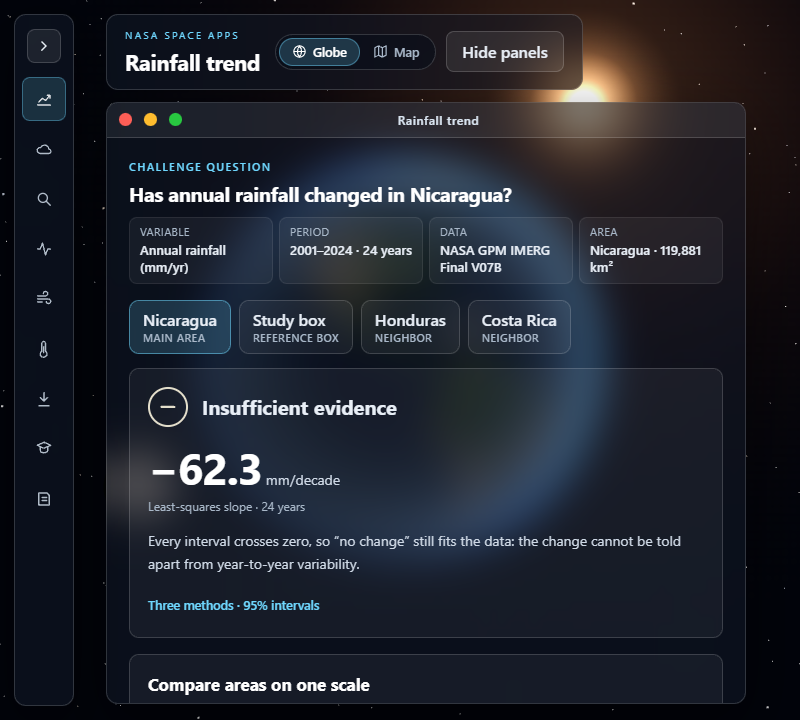 NASA SPACE APPS
Rainfall trend
Globe
Map
Hide panels
Rainfall trend
CHALLENGE QUESTION
Has annual rainfall changed in Nicaragua?
VARIABLE
Annual rainfall
(mm/yr)
PERIOD
2001–2024 · 24 years
DATA
NASA GPM IMERG
Final V07B
AREA
Nicaragua · 119,881
km²
Nicaragua
MAIN AREA
Study box
REFERENCE BOX
Honduras
NEIGHBOR
Costa Rica
NEIGHBOR
Insufficient evidence
−62.3 mm/decade
Least-squares slope · 24 years
Every interval crosses zero, so “no change” still fits the data: the change cannot be told
apart from year-to-year variability.
Three methods · 95% intervals
Compare areas on one scale